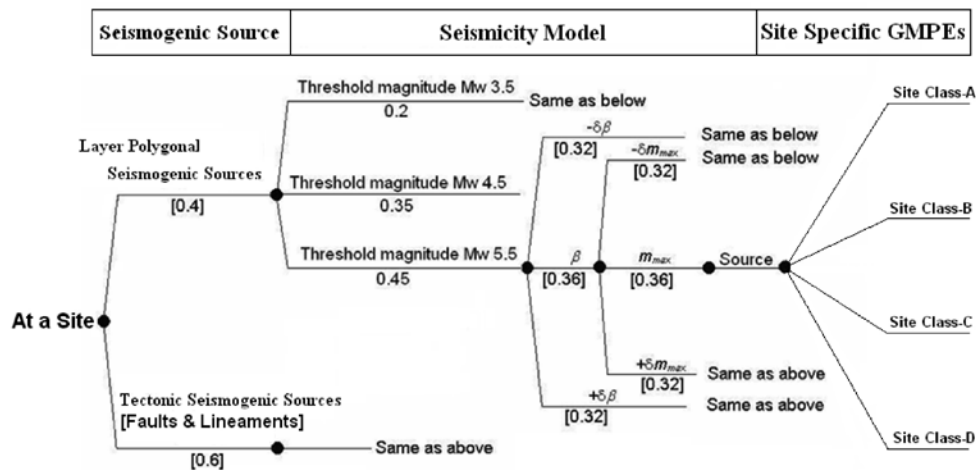 Seismogenic Source
Seismicity Model
Site Specific GMPEs
Threshold magnitude Mw 3.5
0.2
Same as below
Layer Polygonal
Seismogenic Sources
[0.4]
Threshold magnitude Mw 4.5
0.35
Threshold magnitude Mw 5.5
0.45
-δβ
[0.32]
Same as below
-δm_max
[0.32]
Same as below
β
[0.36]
m_max
[0.36]
Source
+δm_max
[0.32]
Same as above
+δβ
[0.32]
Same as above
At a Site
Tectonic Seismogenic Sources
[Faults & Lineaments]
[0.6]
Same as above
Site Class-A
Site Class-B
Site Class-C
Site Class-D